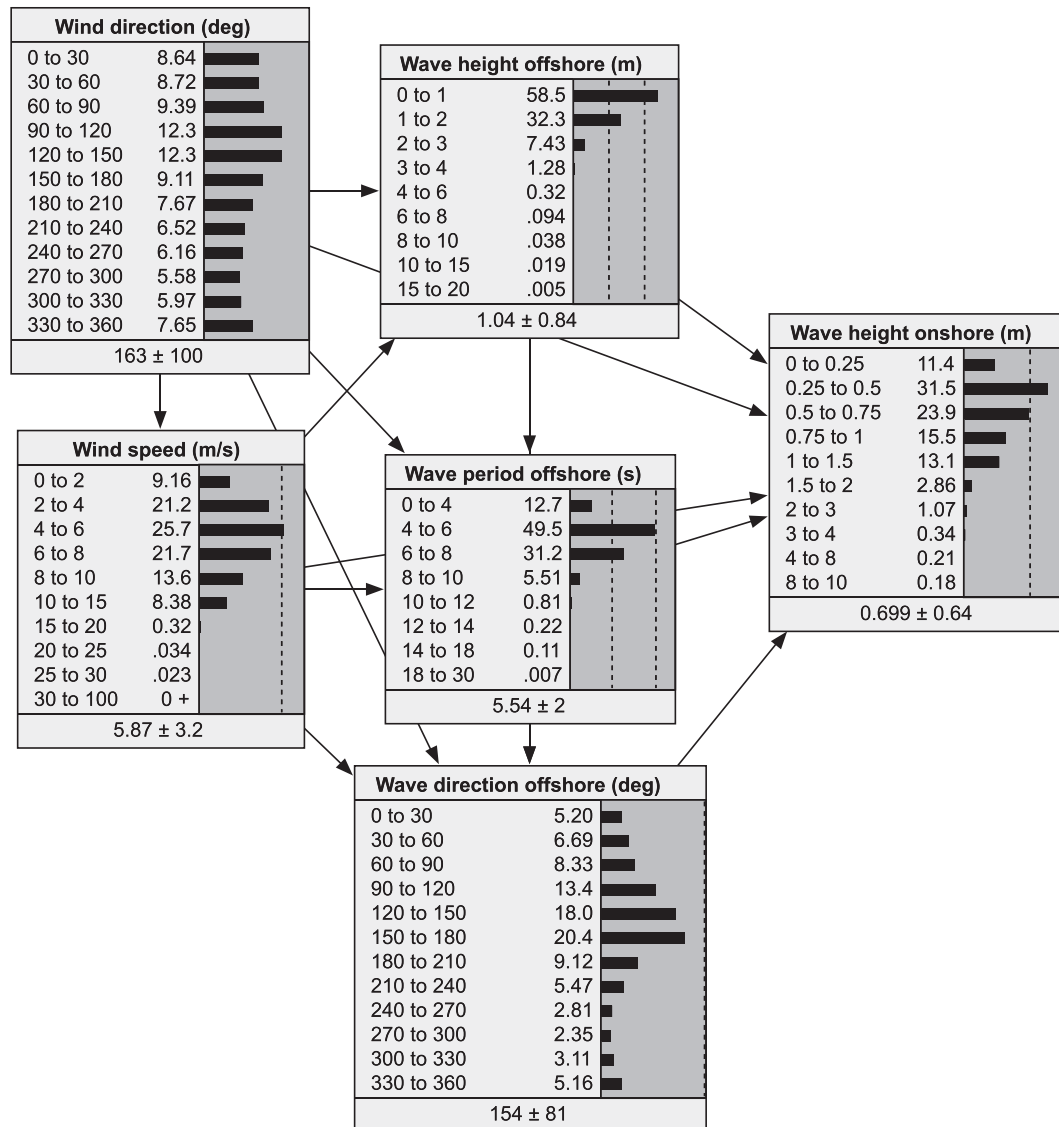 Wind direction (deg)
0 to 30 8.64
30 to 60 8.72
60 to 90 9.39
90 to 120 12.3
120 to 150 12.3
150 to 180 9.11
180 to 210 7.67
210 to 240 6.52
240 to 270 6.16
270 to 300 5.58
300 to 330 5.97
330 to 360 7.65
163 ± 100
Wave height offshore (m)
0 to 1 58.5
1 to 2 32.3
2 to 3 7.43
3 to 4 1.28
4 to 6 0.32
6 to 8 .094
8 to 10 .038
10 to 15 .019
15 to 20 .005
1.04 ± 0.84
Wave height onshore (m)
0 to 0.25 11.4
0.25 to 0.5 31.5
0.5 to 0.75 23.9
0.75 to 1 15.5
1 to 1.5 13.1
1.5 to 2 2.86
2 to 3 1.07
3 to 4 0.34
4 to 8 0.21
8 to 10 0.18
0.699 ± 0.64
Wind speed (m/s)
0 to 2 9.16
2 to 4 21.2
4 to 6 25.7
6 to 8 21.7
8 to 10 13.6
10 to 15 8.38
15 to 20 0.32
20 to 25 .034
25 to 30 .023
30 to 100 0 +
5.87 ± 3.2
Wave period offshore (s)
0 to 4 12.7
4 to 6 49.5
6 to 8 31.2
8 to 10 5.51
10 to 12 0.81
12 to 14 0.22
14 to 18 0.11
18 to 30 .007
5.54 ± 2
Wave direction offshore (deg)
0 to 30 5.20
30 to 60 6.69
60 to 90 8.33
90 to 120 13.4
120 to 150 18.0
150 to 180 20.4
180 to 210 9.12
210 to 240 5.47
240 to 270 2.81
270 to 300 2.35
300 to 330 3.11
330 to 360 5.16
154 ± 81